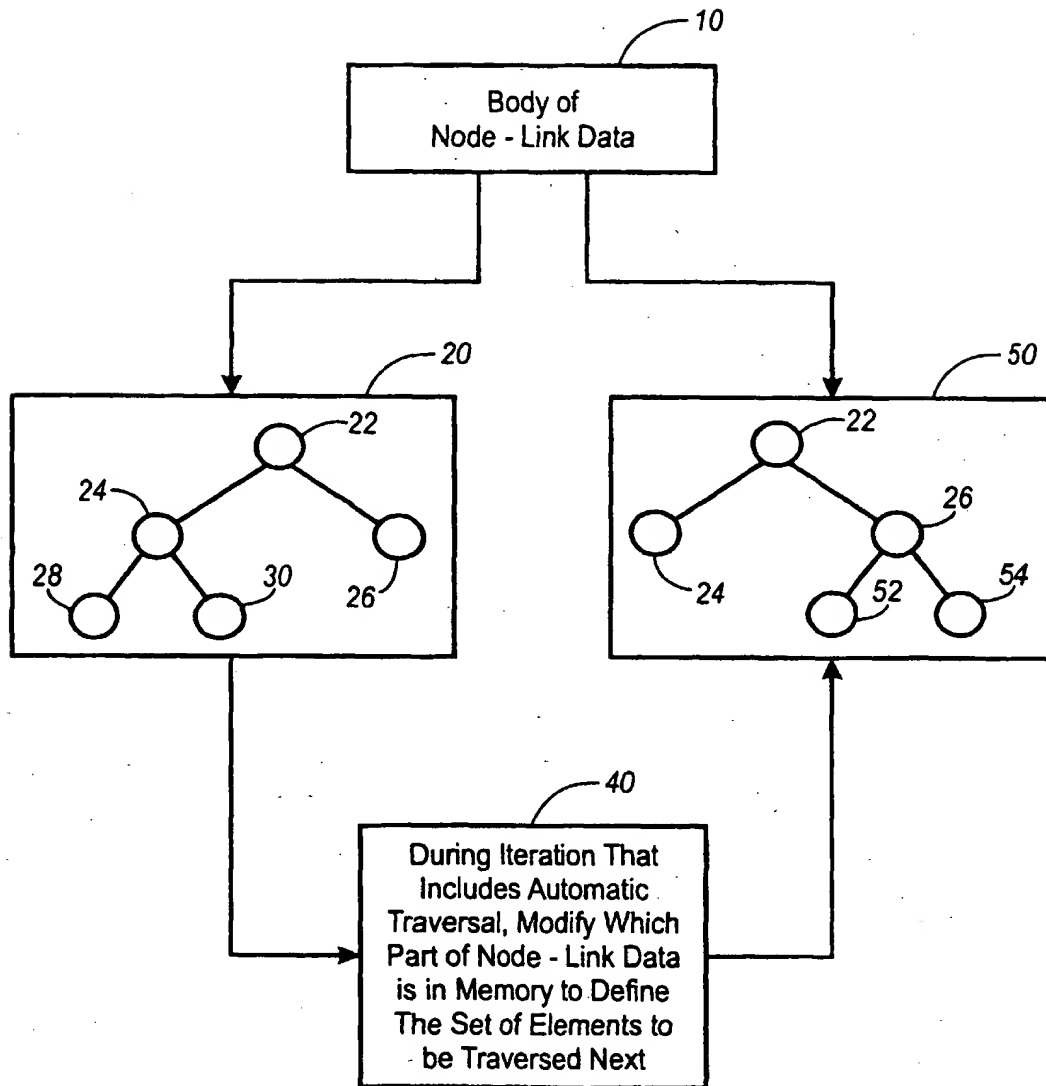 10
Body of
Node - Link Data
20
50
22
24
26
28
30
22
26
24
52
54
40
During Iteration That
Includes Automatic
Traversal, Modify Which
Part of Node - Link Data
is in Memory to Define
The Set of Elements to
be Traversed Next